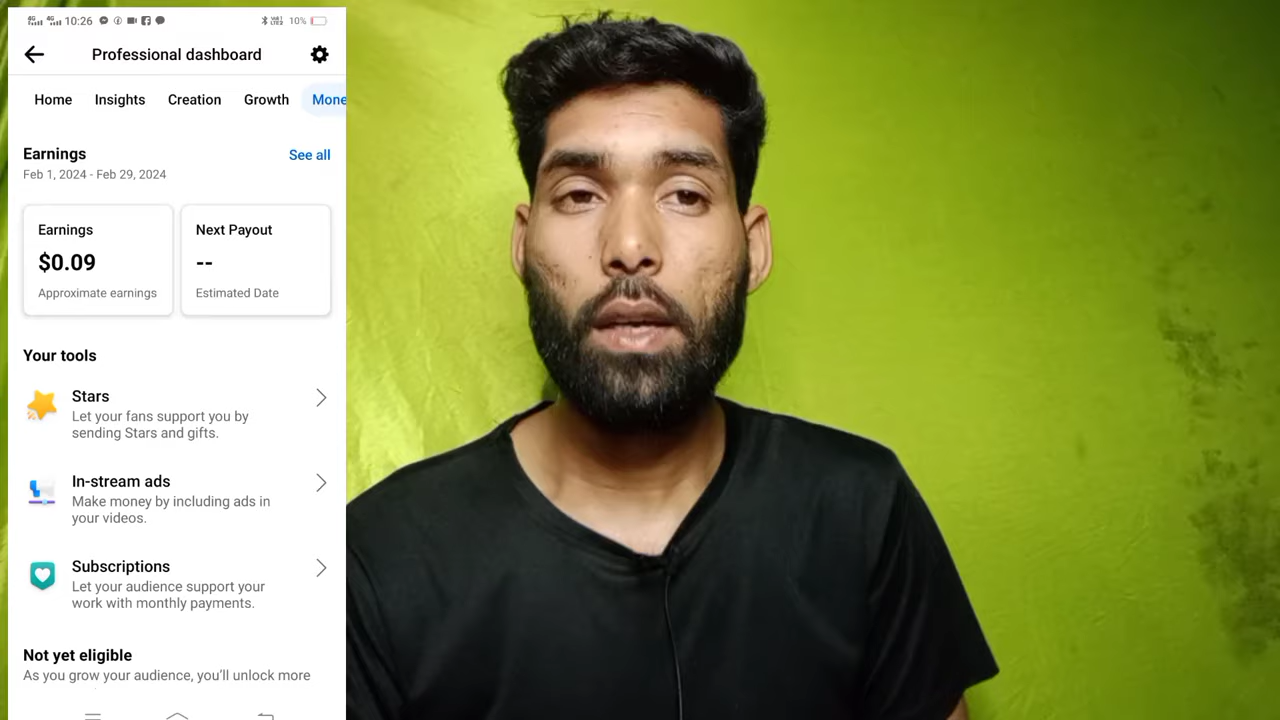 10:26
10%
Professional dashboard
Home Insights Creation Growth Mone
Earnings
See all
Feb 1, 2024 - Feb 29, 2024
Earnings
$0.09
Approximate earnings
Next Payout
--
Estimated Date
Your tools
Stars
Let your fans support you by
sending Stars and gifts.
In-stream ads
Make money by including ads in
your videos.
Subscriptions
Let your audience support your
work with monthly payments.
Not yet eligible
As you grow your audience, you’ll unlock more